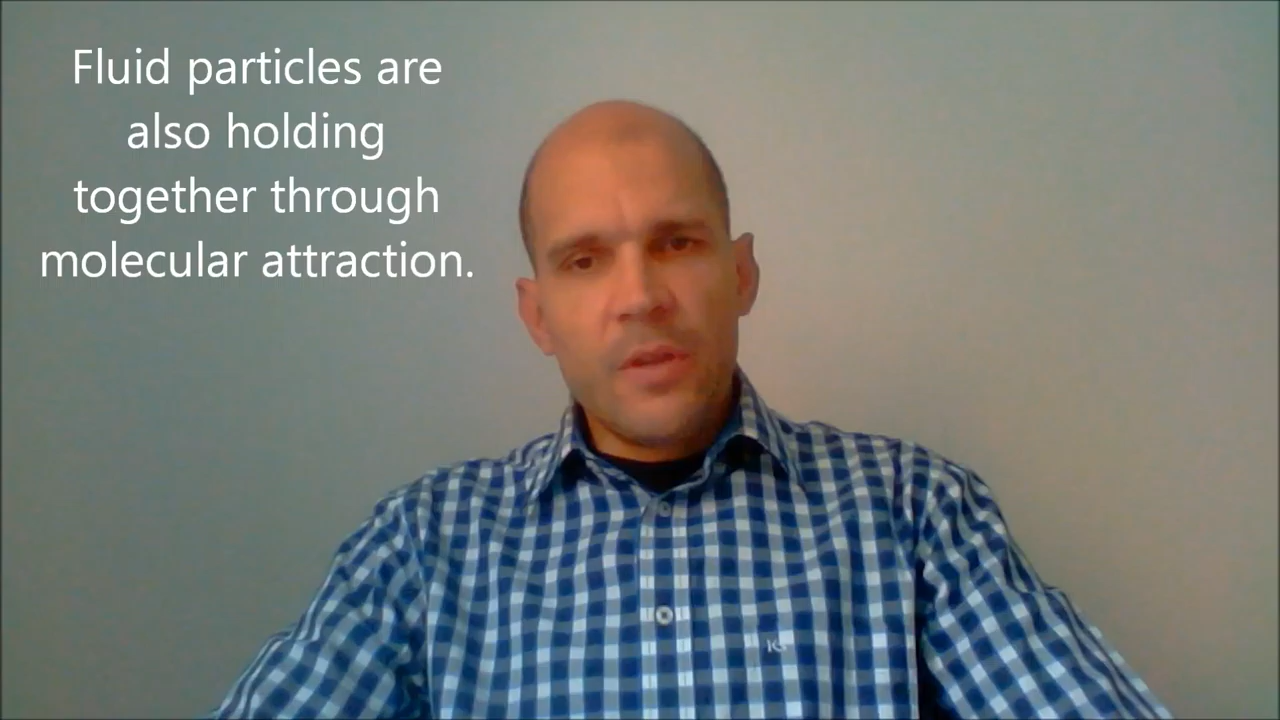 Fluid particles are
also holding
together through
molecular attraction.